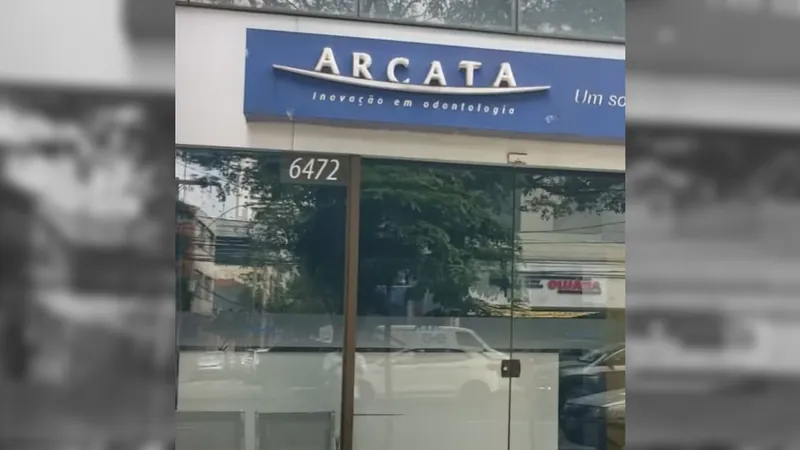 ARCATA
Inovação em odontologia
Um so
6472